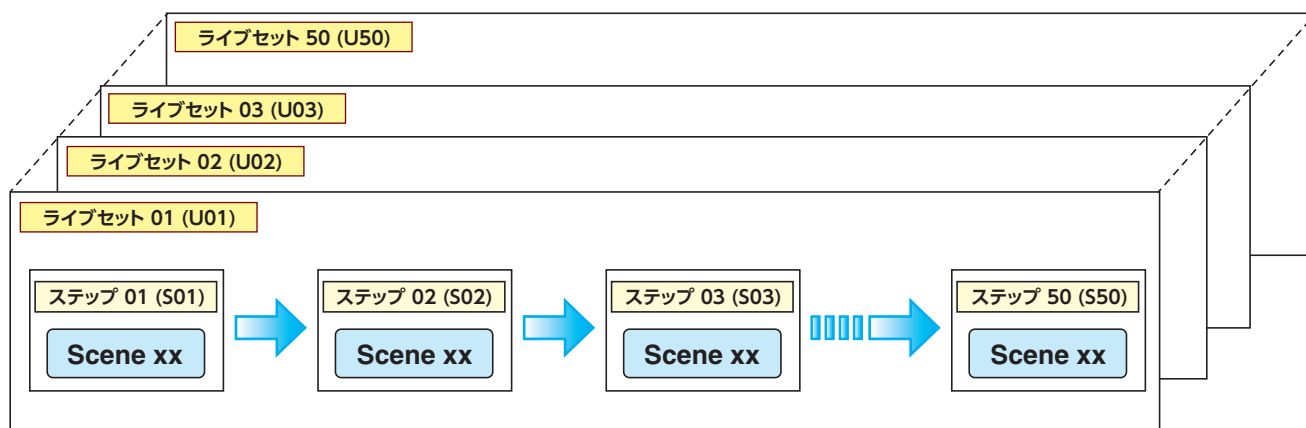 ライブセット 50 (U50)
ライブセット 03 (U03)
ライブセット 02 (U02)
ライブセット 01 (U01)
ステップ 01 (S01)
ステップ 02 (S02)
ステップ 03 (S03)
ステップ 50 (S50)
Scene xx
Scene xx
Scene xx
Scene xx